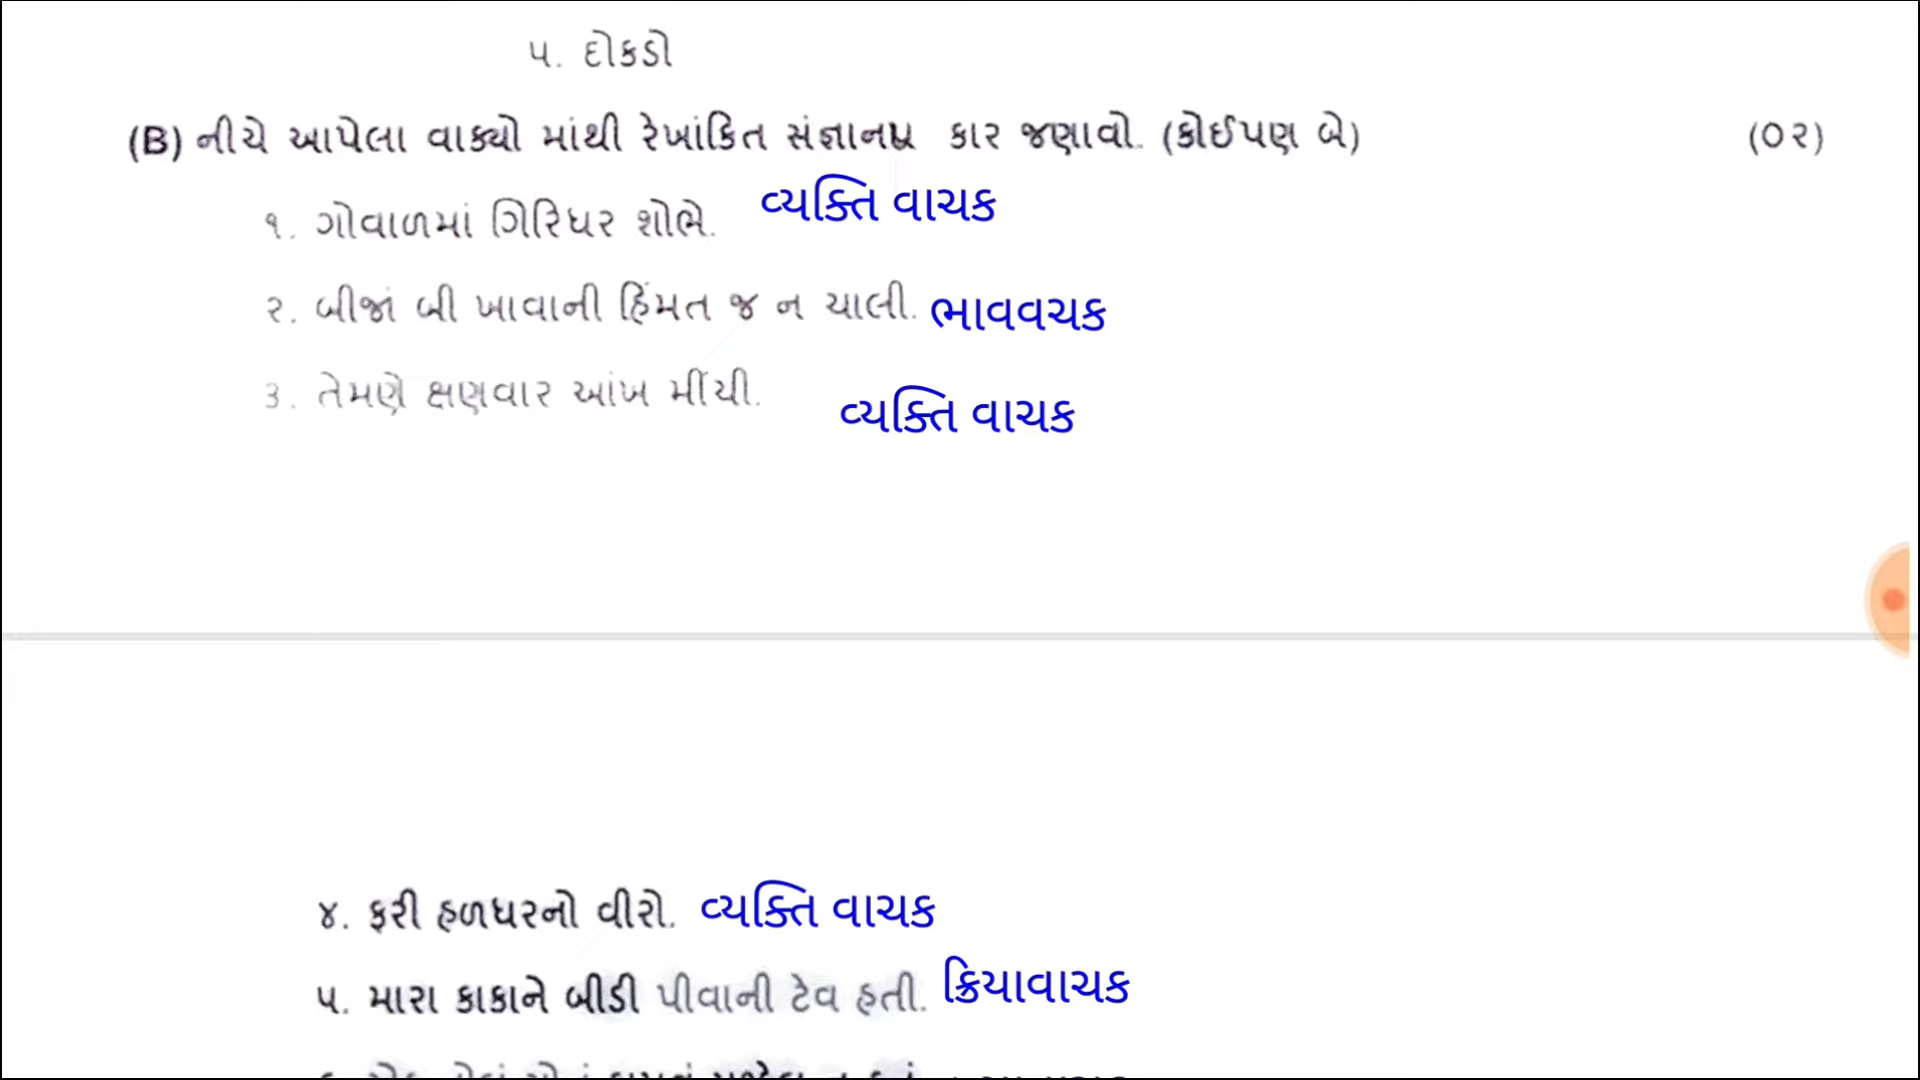 ૫. દોકડો
(B) નીચે આપેલા વાક્યો માંથી રેખાંકિત સંજ્ઞાનપ્ર કાર જણાવો. (કોઈપણ બે) (૦૨)
૧. ગોવાળમાં ગિરિધર શોભે. વ્યક્તિ વાચક
૨. બીજાં બી ખાવાની હિંમત જ ન ચાલી. ભાવવચક
૩. તેમણે ક્ષણવાર આંખ મીંચી. વ્યક્તિ વાચક
૪. ફરી હળધરનો વીરો. વ્યક્તિ વાચક
૫. મારા કાકાને બીડી પીવાની ટેવ હતી. ક્રિયાવાચક